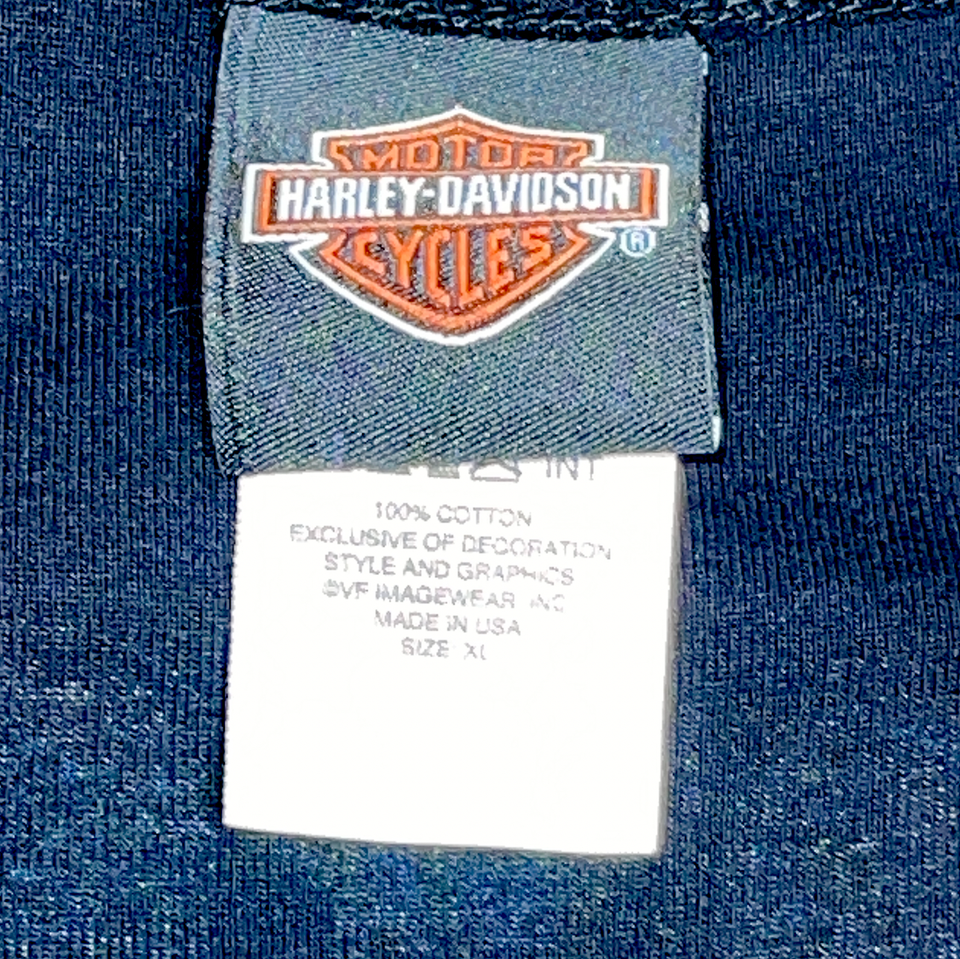 MOTOR
HARLEY-DAVIDSON
CYCLES
®
INT
100% COTTON
EXCLUSIVE OF DECORATION
STYLE AND GRAPHICS
©VF IMAGEWEAR INC
MADE IN USA
SIZE XL